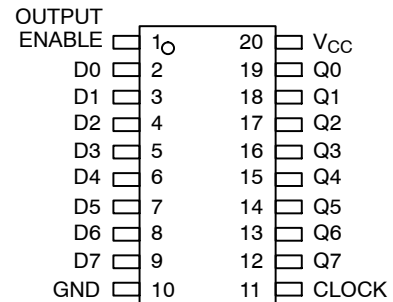 OUTPUT
ENABLE 1 20 VCC
D0 2 19 Q0
D1 3 18 Q1
D2 4 17 Q2
D3 5 16 Q3
D4 6 15 Q4
D5 7 14 Q5
D6 8 13 Q6
D7 9 12 Q7
GND 10 11 CLOCK